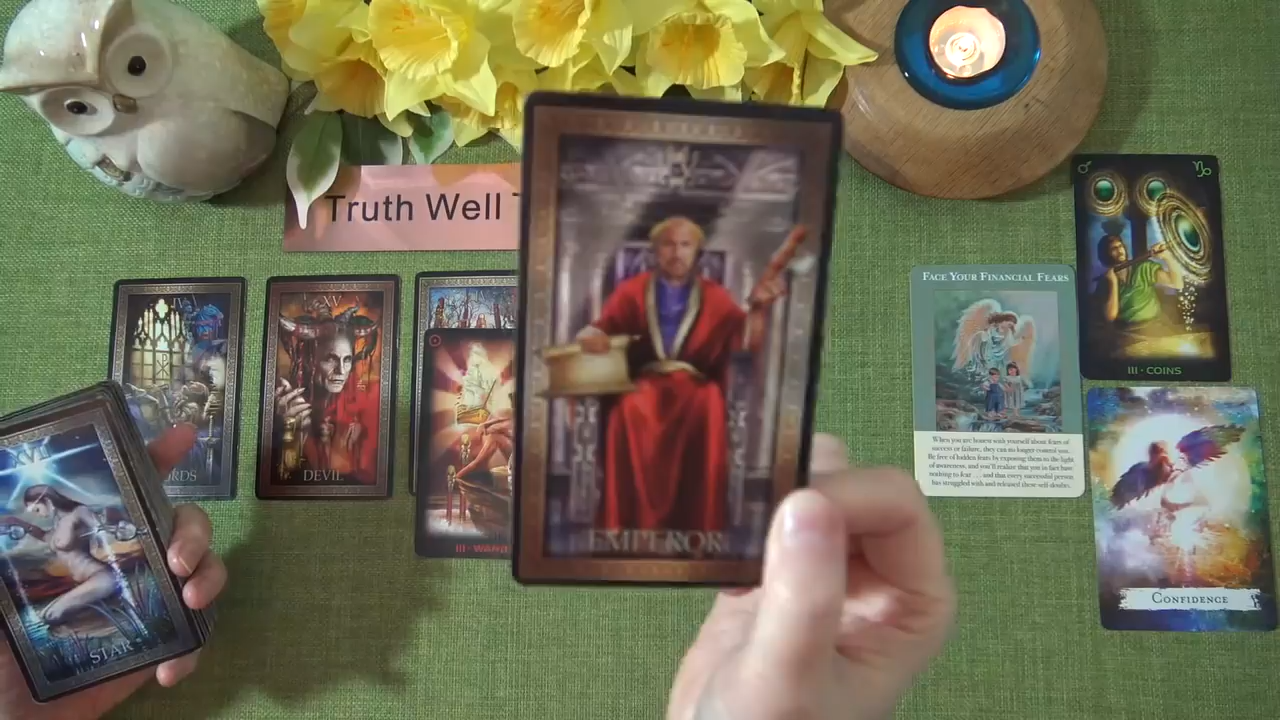 Truth Well
FACE YOUR FINANCIAL FEARS
When you are honest with yourself about fears of
success or failure, they can no longer control you.
Be free of hidden fears by exposing them to the light
of awareness, and you'll realize that you in fact have
nothing to fear . . . and that every successful person
has struggled with and released these self-doubts.
III · COINS
CONFIDENCE
IV
XV
DEVIL
III · WAND
EMPEROR
XVII
STAR